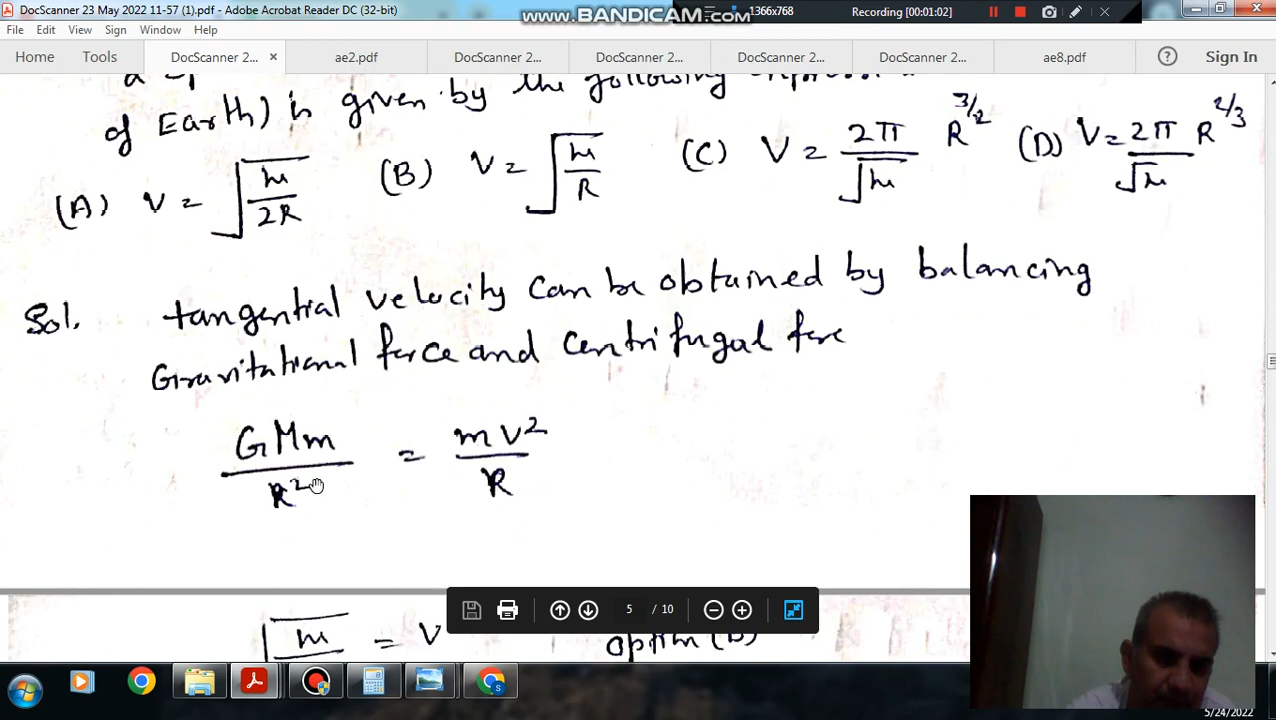 DocScanner 23 May 2022 11-57 (1).pdf - Adobe Acrobat Reader DC (32-bit)
www.BANDICAM.com
1366x768
Recording [00:01:02]
File Edit View Sign Window Help
Home Tools DocScanner 2... × ae2.pdf DocScanner 2... DocScanner 2... DocScanner 2... DocScanner 2... ae8.pdf ? Sign In
of Earth) is given by the following
(A) V = √(μ/2R) (B) V = √(μ/R) (C) V = 2π/√μ R^3/2 (D) V = 2π/√μ R^2/3
Sol. tangential velocity can be obtained by balancing
Gravitational force and centrifugal force
GMm/R² = mV²/R
5 / 10
= V option (B)
5/24/2022